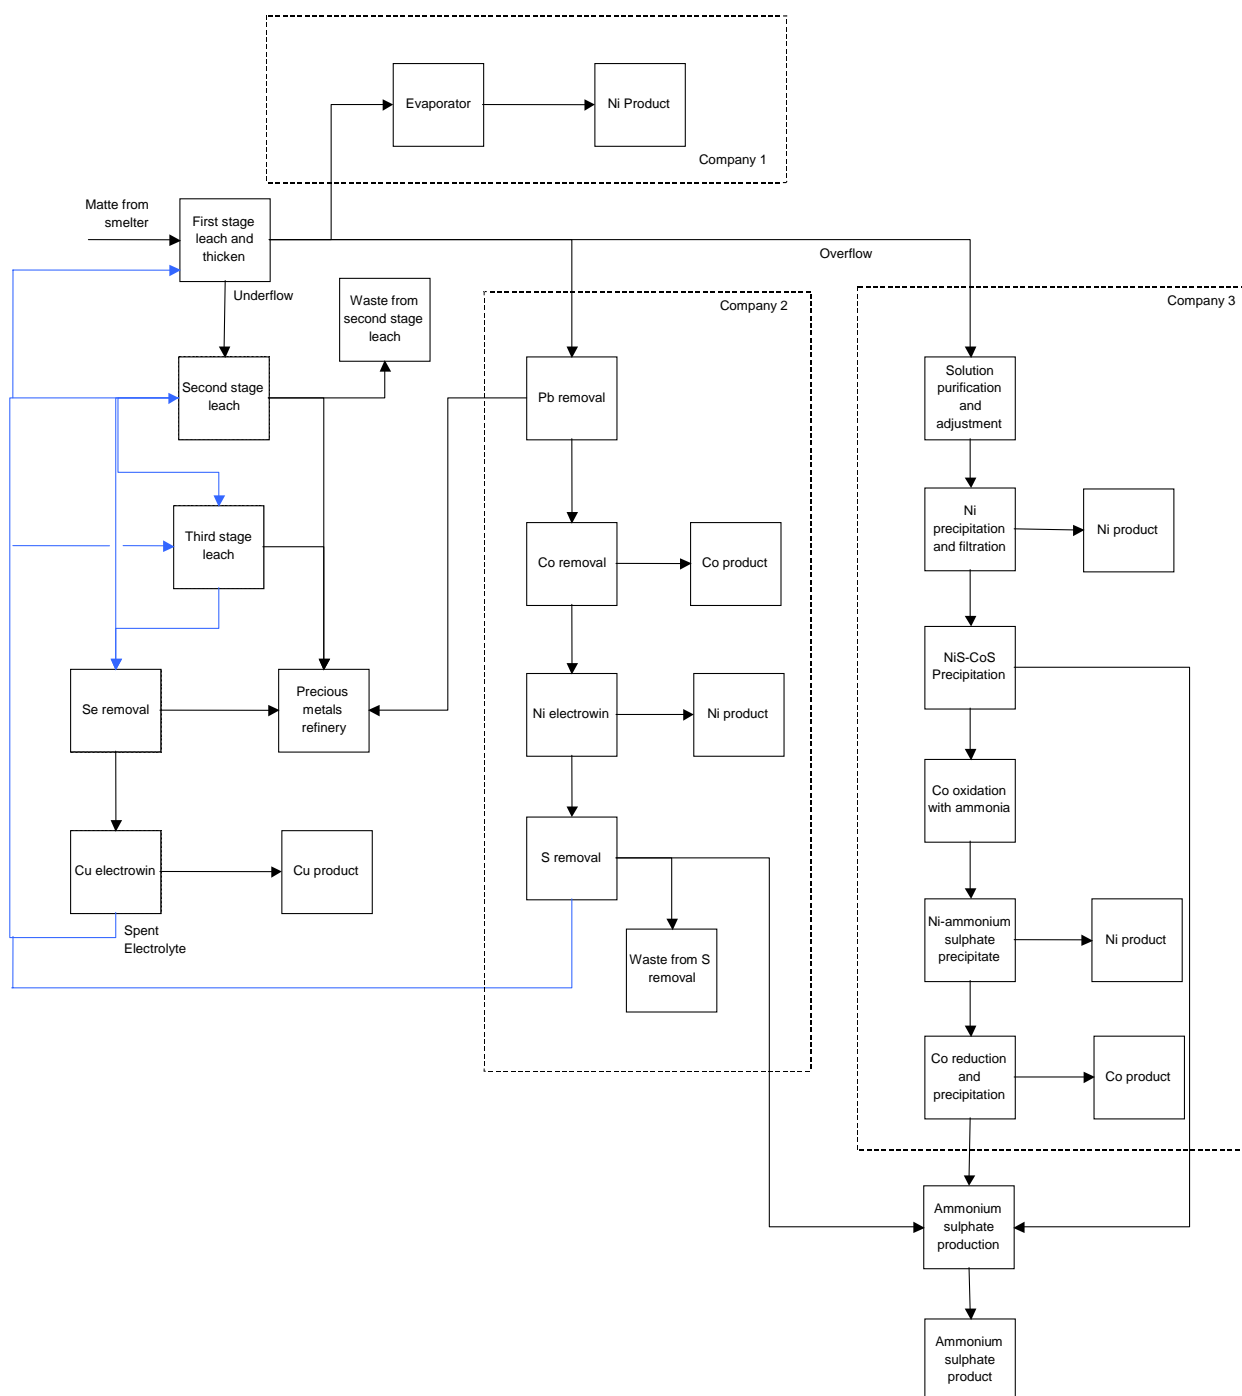 Evaporator
Ni Product
Company 1
Matte from
smelter
First stage
leach and
thicken
Overflow
Underflow
Waste from
second stage
leach
Company 2
Company 3
Second stage
leach
Pb removal
Solution
purification
and
adjustment
Third stage
leach
Co removal
Co product
Ni
precipitation
and filtration
Ni product
Se removal
Precious
metals
refinery
Ni electrowin
Ni product
NiS-CoS
Precipitation
Co oxidation
with ammonia
Cu electrowin
Cu product
S removal
Spent
Electrolyte
Waste from S
removal
Ni-ammonium
sulphate
precipitate
Ni product
Co reduction
and
precipitation
Co product
Ammonium
sulphate
production
Ammonium
sulphate
product